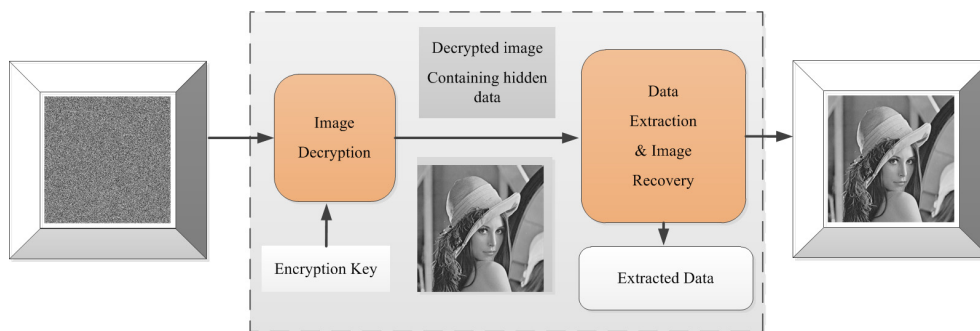 Image
Decryption
Encryption Key
Decrypted image
Containing hidden
data
Data
Extraction
& Image
Recovery
Extracted Data